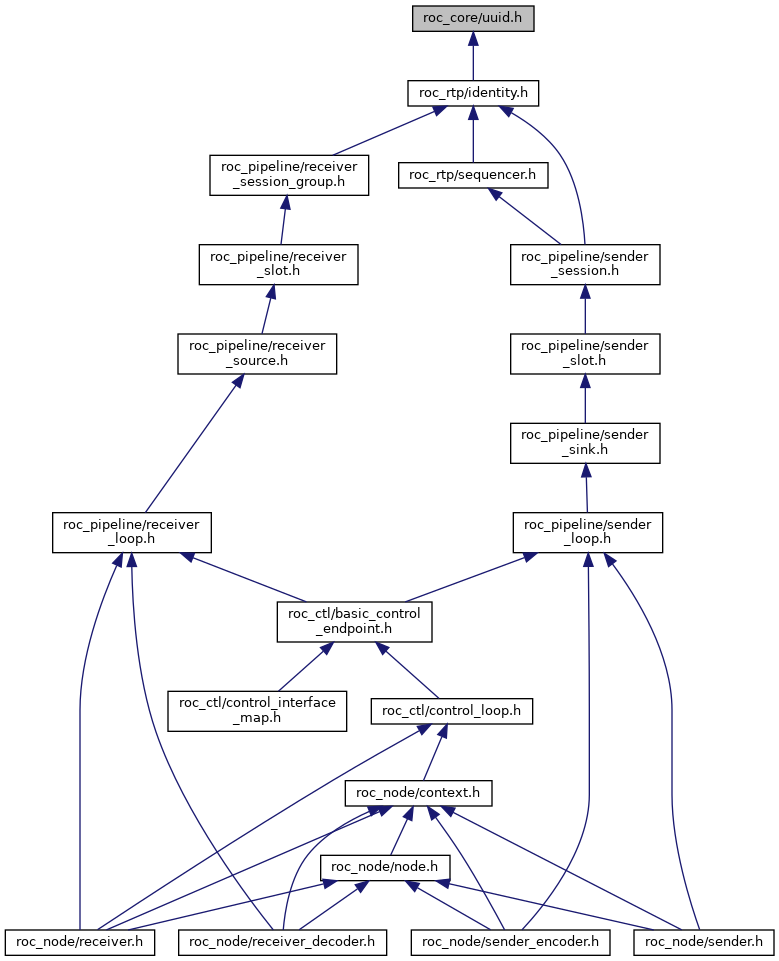 roc_core/uuid.h
roc_rtp/identity.h
roc_pipeline/receiver
_session_group.h
roc_rtp/sequencer.h
roc_pipeline/receiver
_slot.h
roc_pipeline/sender
_session.h
roc_pipeline/receiver
_source.h
roc_pipeline/sender
_slot.h
roc_pipeline/sender
_sink.h
roc_pipeline/receiver
_loop.h
roc_pipeline/sender
_loop.h
roc_ctl/basic_control
_endpoint.h
roc_ctl/control_interface
_map.h
roc_ctl/control_loop.h
roc_node/context.h
roc_node/node.h
roc_node/receiver.h
roc_node/receiver_decoder.h
roc_node/sender_encoder.h
roc_node/sender.h